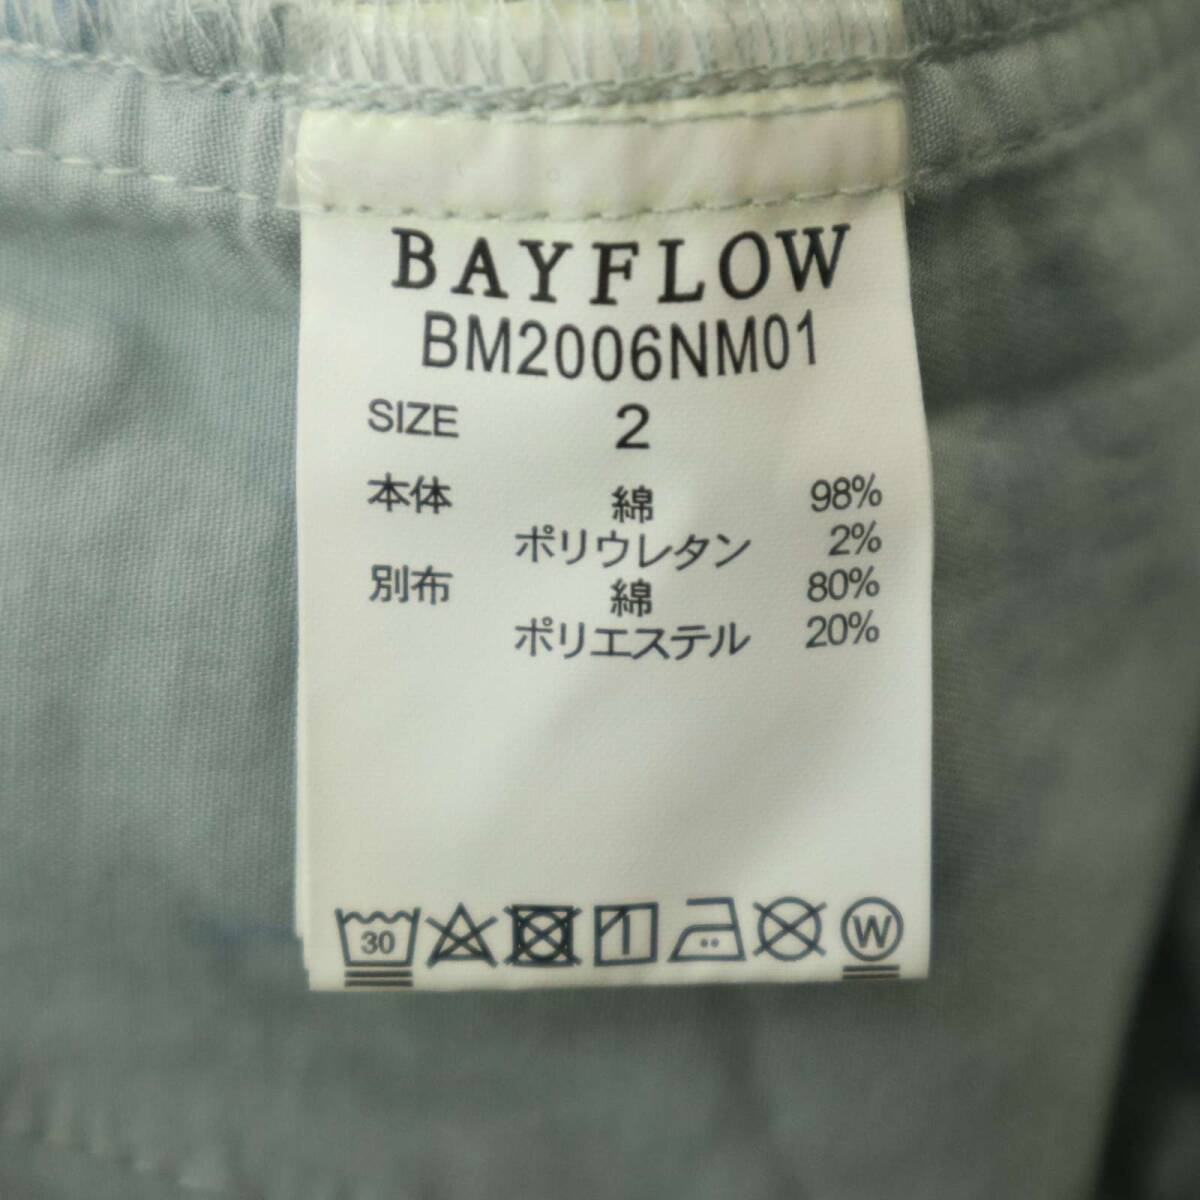 BAYFLOW
BM2006NM01
SIZE 2
本体 綿 98%
ポリウレタン 2%
別布 綿 80%
ポリエステル 20%
30 W